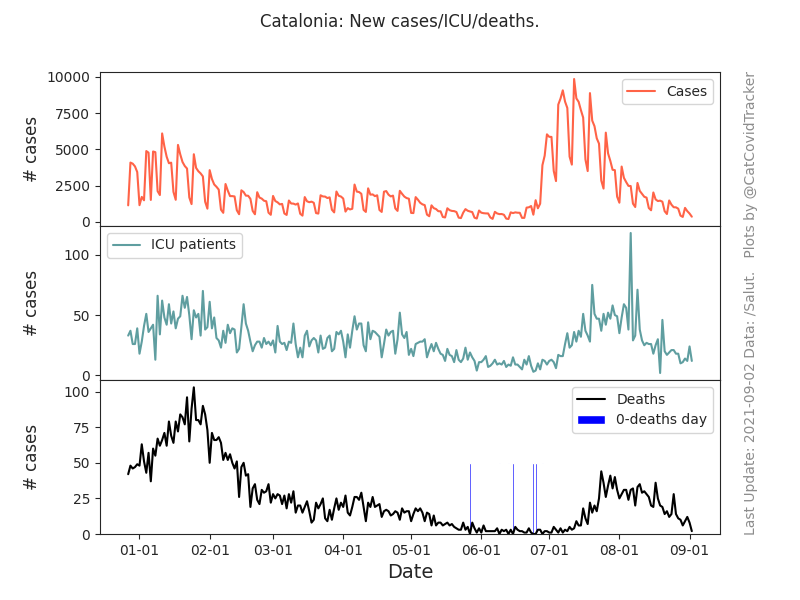 Catalonia: New cases/ICU/deaths.
10000
7500
5000
2500
0
# cases
Cases
100
50
0
# cases
ICU patients
100
75
50
25
0
# cases
Deaths
0-deaths day
01-01 02-01 03-01 04-01 05-01 06-01 07-01 08-01 09-01
Date
Last Update: 2021-09-02 Data: /Salut. Plots by @CatCovidTracker